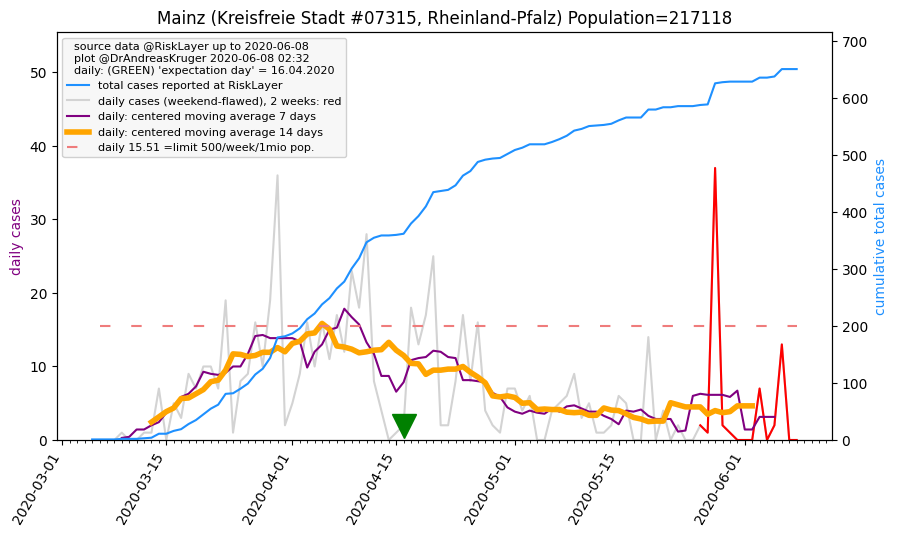 Mainz (Kreisfreie Stadt #07315, Rheinland-Pfalz) Population=217118
source data @RiskLayer up to 2020-06-08
plot @DrAndreasKruger 2020-06-08 02:32
daily: (GREEN) 'expectation day' = 16.04.2020
total cases reported at RiskLayer
daily cases (weekend-flawed), 2 weeks: red
daily: centered moving average 7 days
daily: centered moving average 14 days
daily 15.51 =limit 500/week/1mio pop.
daily cases
50
40
30
20
10
0
700
600
500
400
300
200
100
0
cumulative total cases
2020-03-01
2020-03-15
2020-04-01
2020-04-15
2020-05-01
2020-05-15
2020-06-01